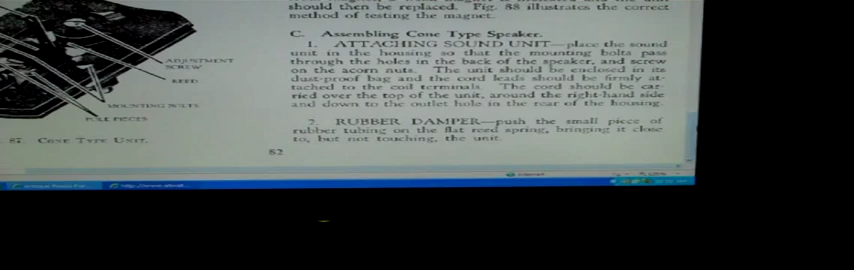 should then be replaced. Fig. 88 illustrates the correct
method of testing the magnet.
C. Assembling Cone Type Speaker.
1. ATTACHING SOUND UNIT—place the sound
unit in the housing so that the mounting bolts pass
through the holes in the back of the speaker, and screw
on the acorn nuts. The unit should be enclosed in its
dust-proof bag and the cord leads should be firmly at-
tached to the coil terminals. The cord should be car-
ried over the top of the unit, around the right-hand side
and down to the outlet hole in the rear of the housing.
2. RUBBER DAMPER—push the small piece of
rubber tubing on the flat reed spring, bringing it close
to, but not touching, the unit.
82
ADJUSTMENT
SCREW
REED
MOUNTING BOLTS
POLE PIECES
87. CONE TYPE UNIT.
Internet